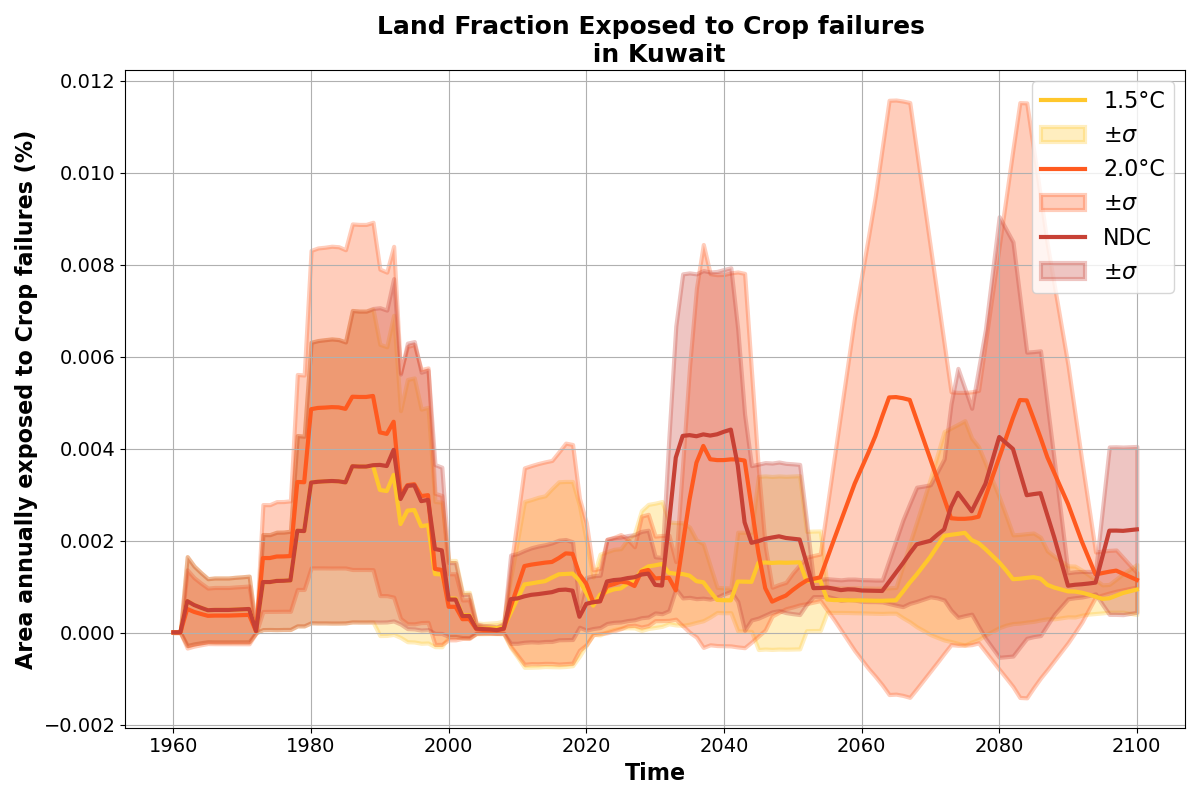 Land Fraction Exposed to Crop failures
in Kuwait
Area annually exposed to Crop failures (%)
0.012
0.010
0.008
0.006
0.004
0.002
0.000
−0.002
1.5°C
±σ
2.0°C
±σ
NDC
±σ
1960
1980
2000
2020
2040
2060
2080
2100
Time